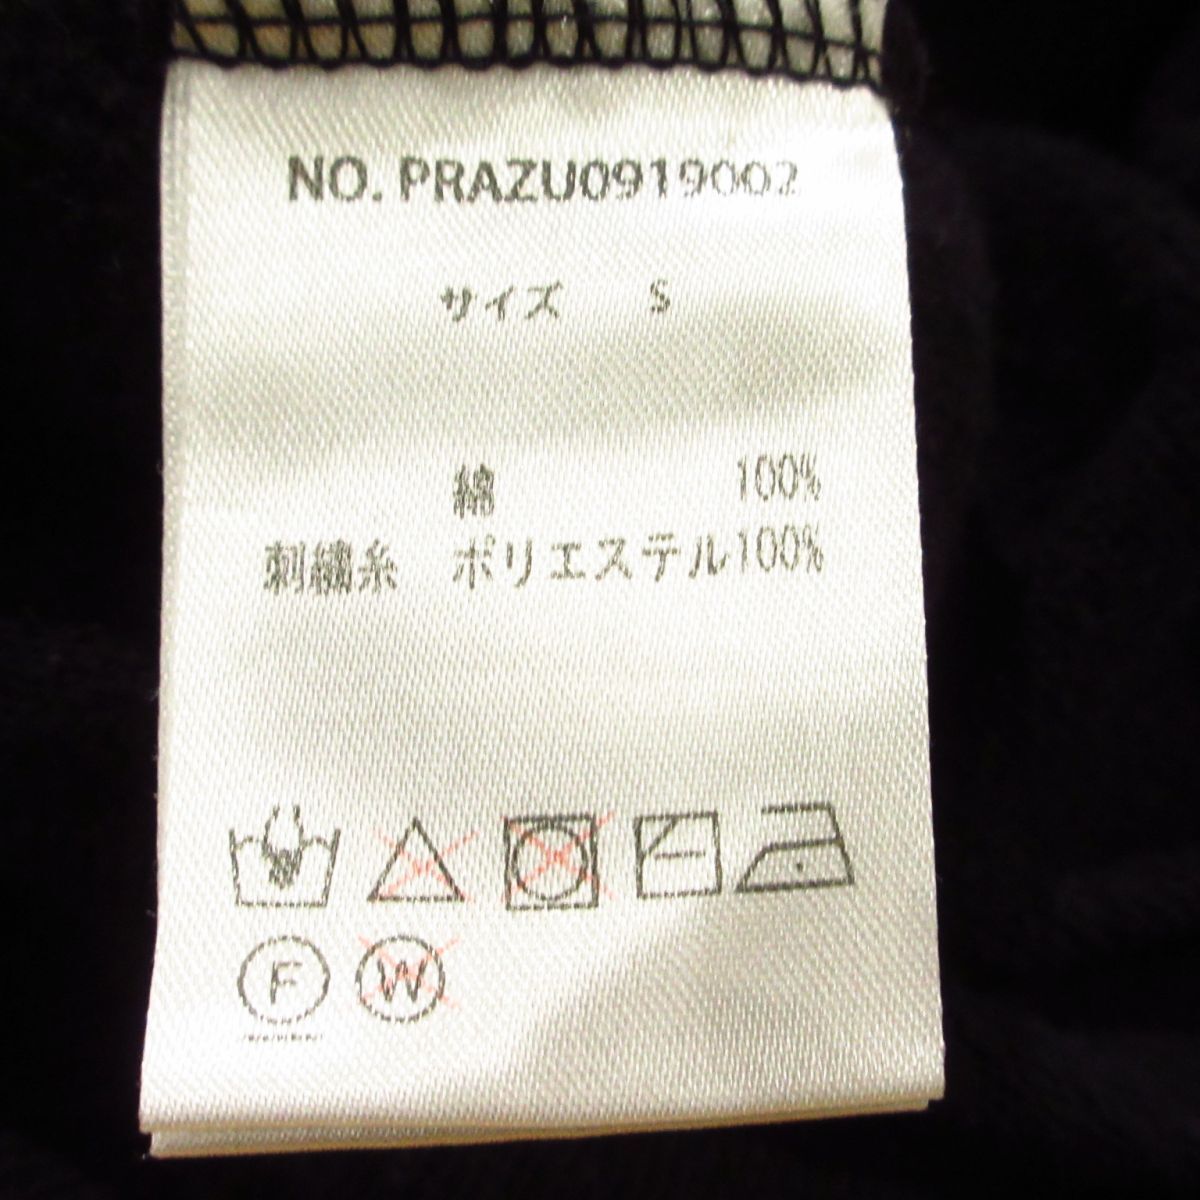 NO. PRAZU0919002
サイズ S
綿 100%
刺繍糸 ポリエステル100%
F W